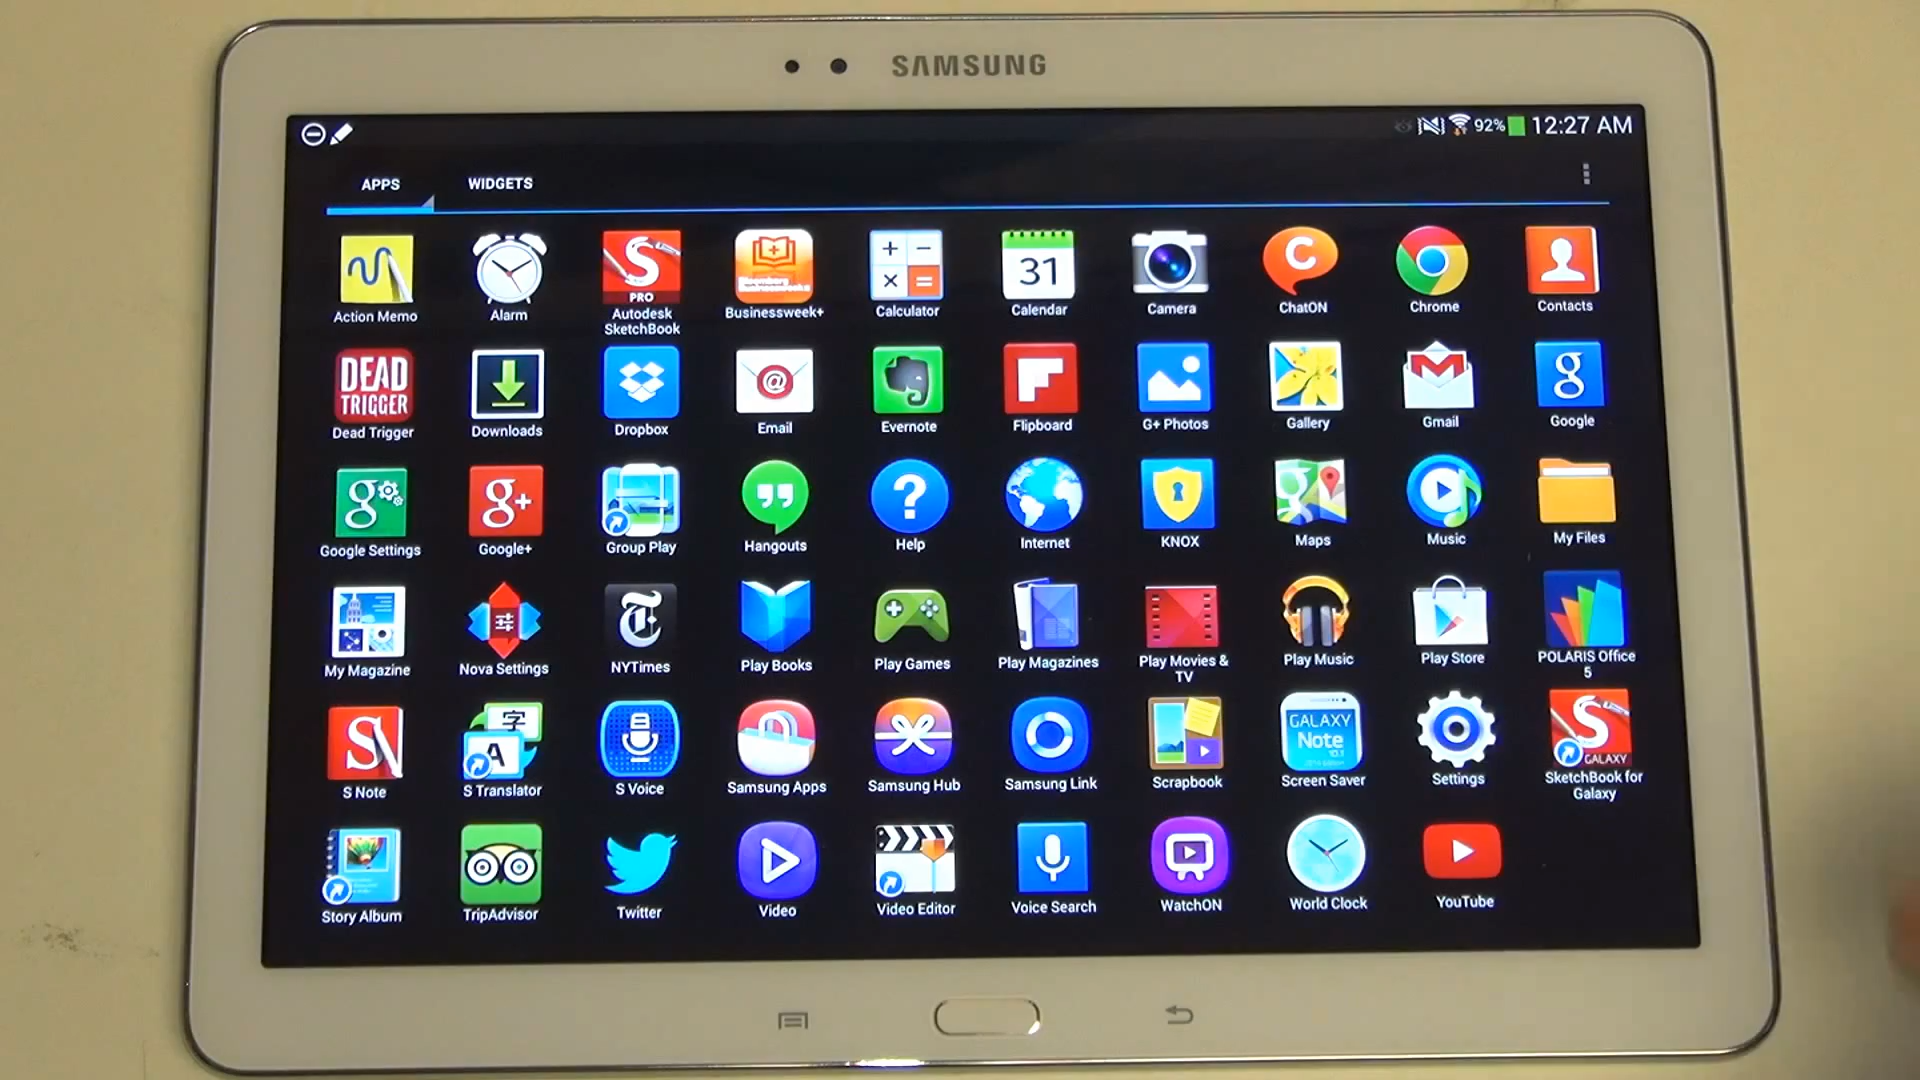 SAMSUNG
92% 12:27 AM
APPS WIDGETS
31
C
PRO
Action Memo Alarm Autodesk SketchBook Businessweek+ Calculator Calendar Camera ChatON Chrome Contacts
DEAD TRIGGER
@
g
Dead Trigger Downloads Dropbox Email Evernote Flipboard G+ Photos Gallery Gmail Google
g
g+
?
g
Google Settings Google+ Group Play Hangouts Help Internet KNOX Maps Music My Files
T
My Magazine Nova Settings NYTimes Play Books Play Games Play Magazines Play Movies & TV Play Music Play Store POLARIS Office 5
S
字
A
GALAXY
Note
10.1
S
GALAXY
S Note S Translator S Voice Samsung Apps Samsung Hub Samsung Link Scrapbook Screen Saver Settings SketchBook for Galaxy
Story Album TripAdvisor Twitter Video Video Editor Voice Search WatchON World Clock YouTube